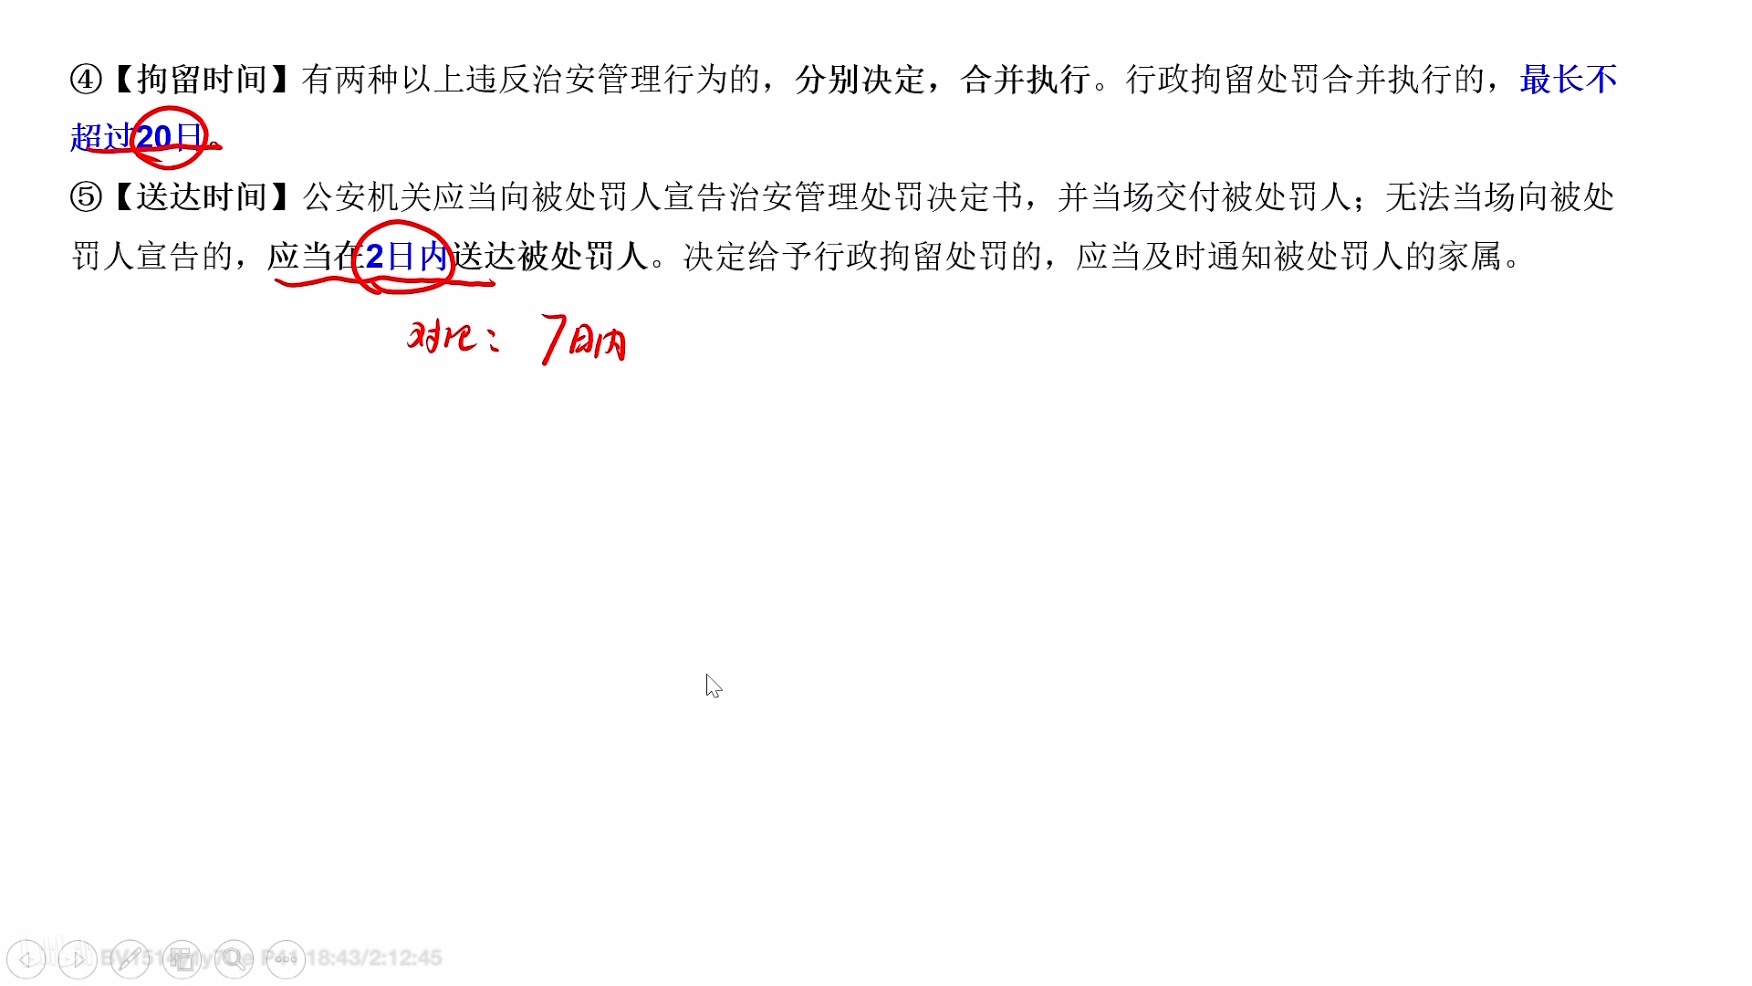 ④【拘留时间】有两种以上违反治安管理行为的，分别决定，合并执行。行政拘留处罚合并执行的，最长不
超过20日。
⑤【送达时间】公安机关应当向被处罚人宣告治安管理处罚决定书，并当场交付被处罚人；无法当场向被处
罚人宣告的，应当在2日内送达被处罚人。决定给予行政拘留处罚的，应当及时通知被处罚人的家属。
对比：7日内
P41 18:43/2:12:45